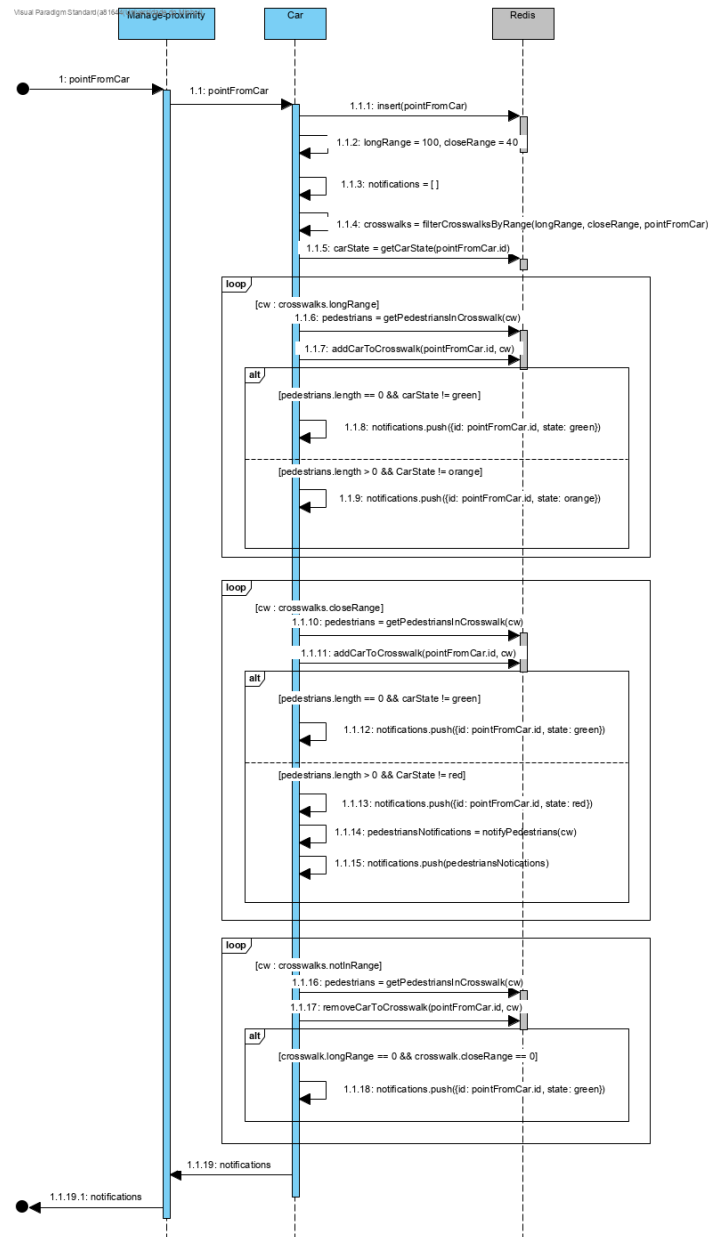 Visual Paradigm Standard(a8164
Manage-proximity
Car
Redis
1: pointFromCar
1.1: pointFromCar
1.1.1: insert(pointFromCar)
1.1.2: longRange = 100, closeRange = 40
1.1.3: notifications = [ ]
1.1.4: crosswalks = filterCrosswalksByRange(longRange, closeRange, pointFromCar)
1.1.5: carState = getCarState(pointFromCar.id)
loop
[cw : crosswalks.longRange]
1.1.6: pedestrians = getPedestriansInCrosswalk(cw)
1.1.7: addCarToCrosswalk(pointFromCar.id, cw)
alt
[pedestrians.length == 0 && carState != green]
1.1.8: notifications.push({id: pointFromCar.id, state: green})
[pedestrians.length > 0 && CarState != orange]
1.1.9: notifications.push({id: pointFromCar.id, state: orange})
loop
[cw : crosswalks.closeRange]
1.1.10: pedestrians = getPedestriansInCrosswalk(cw)
1.1.11: addCarToCrosswalk(pointFromCar.id, cw)
alt
[pedestrians.length == 0 && carState != green]
1.1.12: notifications.push({id: pointFromCar.id, state: green})
[pedestrians.length > 0 && CarState != red]
1.1.13: notifications.push({id: pointFromCar.id, state: red})
1.1.14: pedestriansNotifications = notifyPedestrians(cw)
1.1.15: notifications.push(pedestriansNotications)
loop
[cw : crosswalks.notInRange]
1.1.16: pedestrians = getPedestriansInCrosswalk(cw)
1.1.17: removeCarToCrosswalk(pointFromCar.id, cw)
alt
[crosswalk.longRange == 0 && crosswalk.closeRange == 0]
1.1.18: notifications.push({id: pointFromCar.id, state: green})
1.1.19: notifications
1.1.19.1: notifications